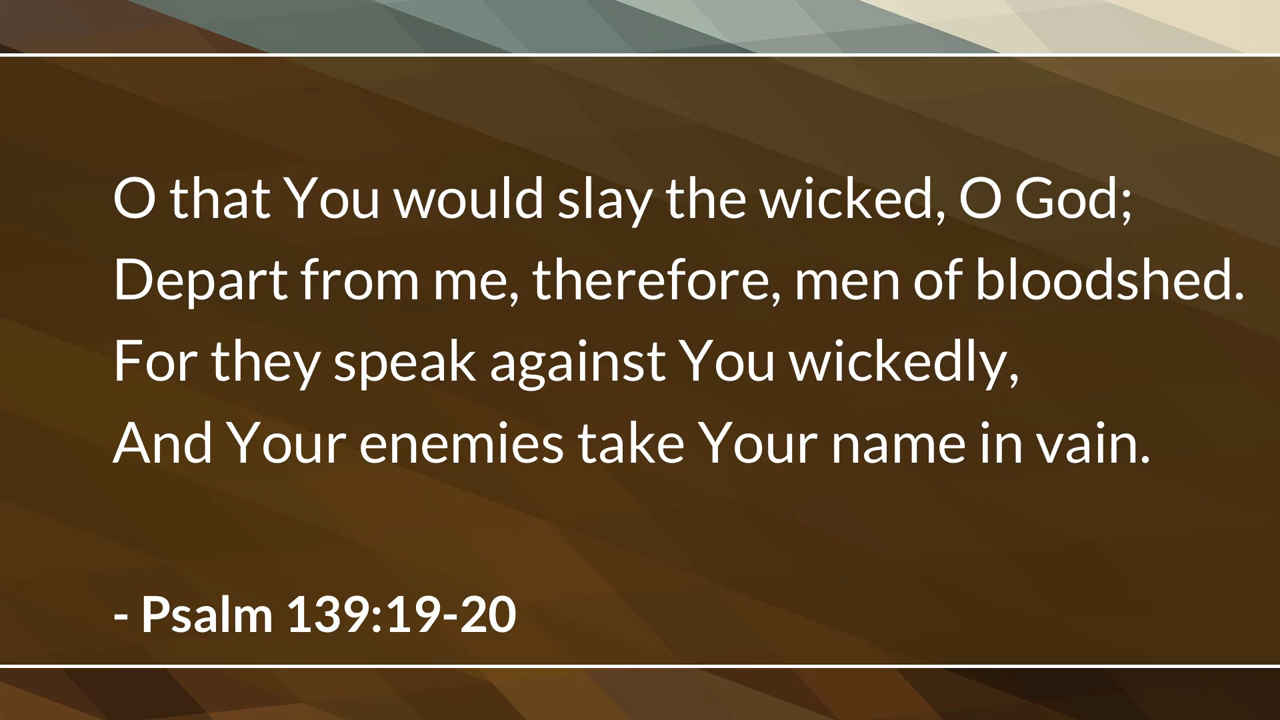 O that You would slay the wicked, O God;
Depart from me, therefore, men of bloodshed.
For they speak against You wickedly,
And Your enemies take Your name in vain.
- Psalm 139:19-20